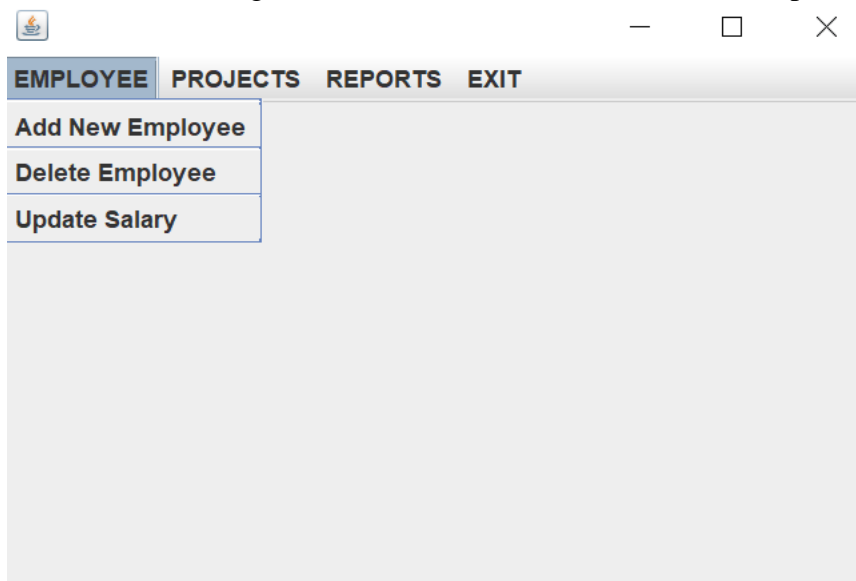 EMPLOYEE PROJECTS REPORTS EXIT
Add New Employee
Delete Employee
Update Salary